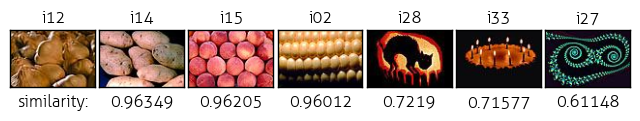 i12 i14 i15 i02 i28 i33 i27
similarity: 0.96349 0.96205 0.96012 0.7219 0.71577 0.61148